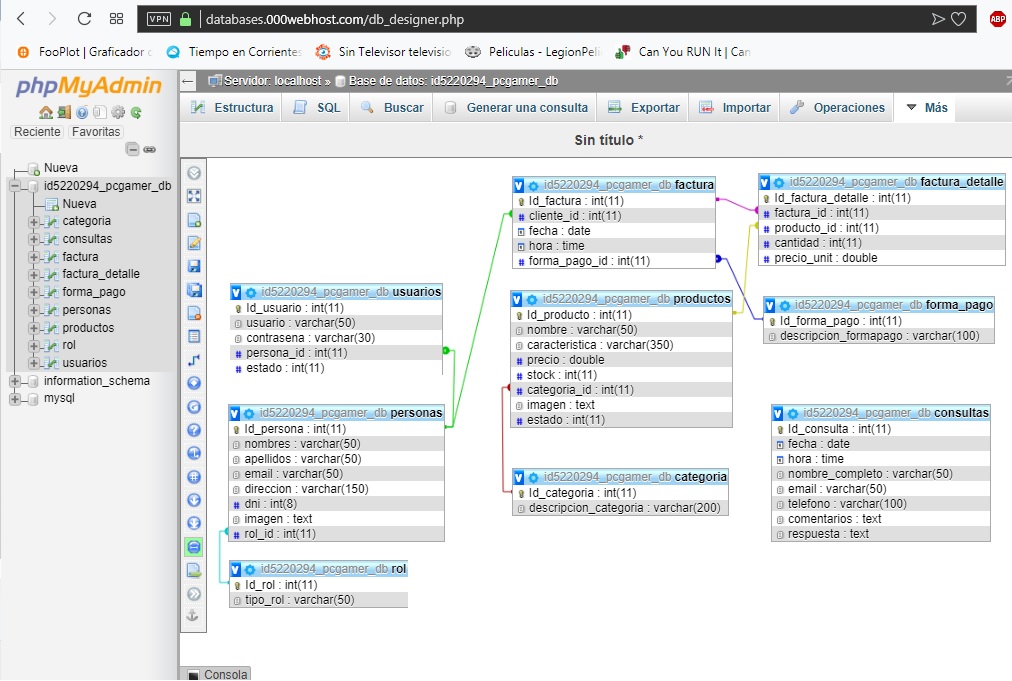 VPN databases.000webhost.com/db_designer.php ABP
FooPlot | Graficador
Tiempo en Corrientes
Sin Televisor televisio
Peliculas - LegionPeli
Can You RUN It | Can
phpMyAdmin
Reciente Favoritas
Nueva
id5220294_pcgamer_db
Nueva
categoria
consultas
factura
factura_detalle
forma_pago
personas
productos
rol
usuarios
information_schema
mysql
Servidor: localhost » Base de datos: id5220294_pcgamer_db
Estructura SQL Buscar Generar una consulta Exportar Importar Operaciones Más
Sin título *
id5220294_pcgamer_db usuarios
Id_usuario : int(11)
usuario : varchar(50)
contrasena : varchar(30)
persona_id : int(11)
estado : int(11)
id5220294_pcgamer_db personas
Id_persona : int(11)
nombres : varchar(50)
apellidos : varchar(50)
email : varchar(50)
direccion : varchar(150)
dni : int(8)
imagen : text
rol_id : int(11)
id5220294_pcgamer_db rol
Id_rol : int(11)
tipo_rol : varchar(50)
id5220294_pcgamer_db factura
Id_factura : int(11)
cliente_id : int(11)
fecha : date
hora : time
forma_pago_id : int(11)
id5220294_pcgamer_db productos
Id_producto : int(11)
nombre : varchar(50)
caracteristica : varchar(350)
precio : double
stock : int(11)
categoria_id : int(11)
imagen : text
estado : int(11)
id5220294_pcgamer_db categoria
Id_categoria : int(11)
descripcion_categoria : varchar(200)
id5220294_pcgamer_db factura_detalle
Id_factura_detalle : int(11)
factura_id : int(11)
producto_id : int(11)
cantidad : int(11)
precio_unit : double
id5220294_pcgamer_db forma_pago
Id_forma_pago : int(11)
descripcion_formapago : varchar(100)
id5220294_pcgamer_db consultas
Id_consulta : int(11)
fecha : date
hora : time
nombre_completo : varchar(50)
email : varchar(50)
telefono : varchar(100)
comentarios : text
respuesta : text
Consola